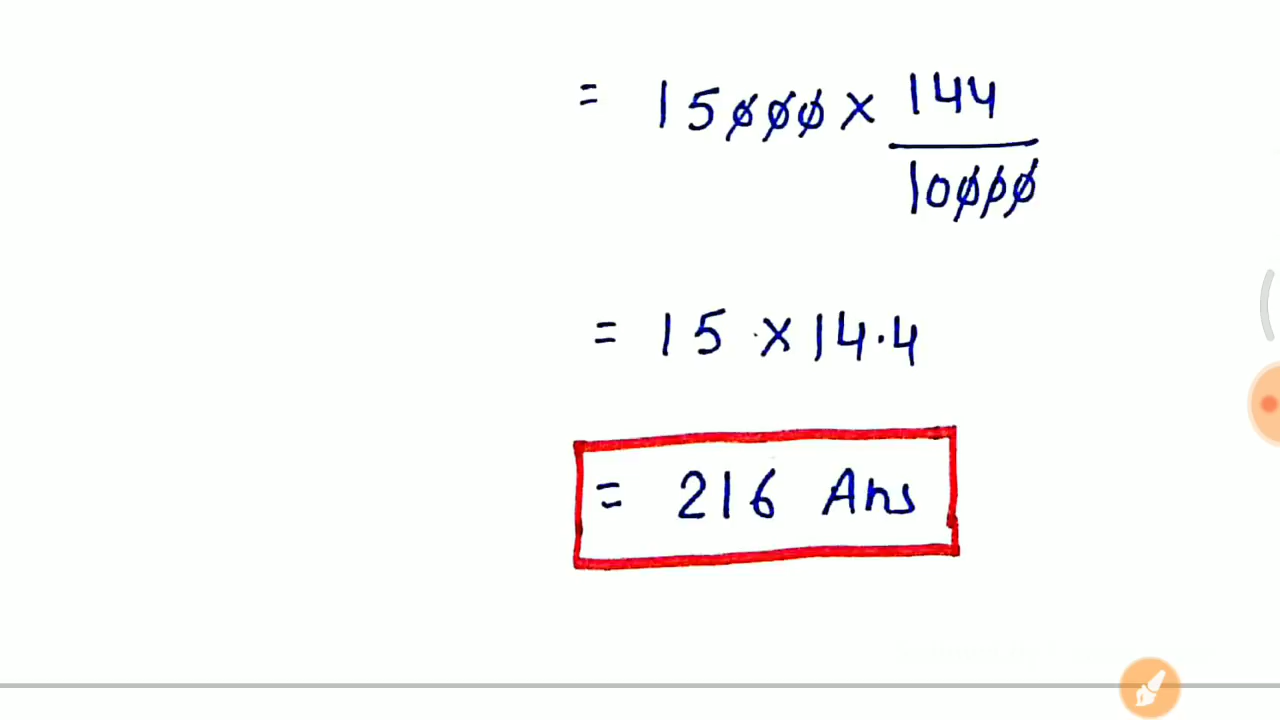 = 15000 × 144/10000
= 15 × 14.4
= 216 Ans